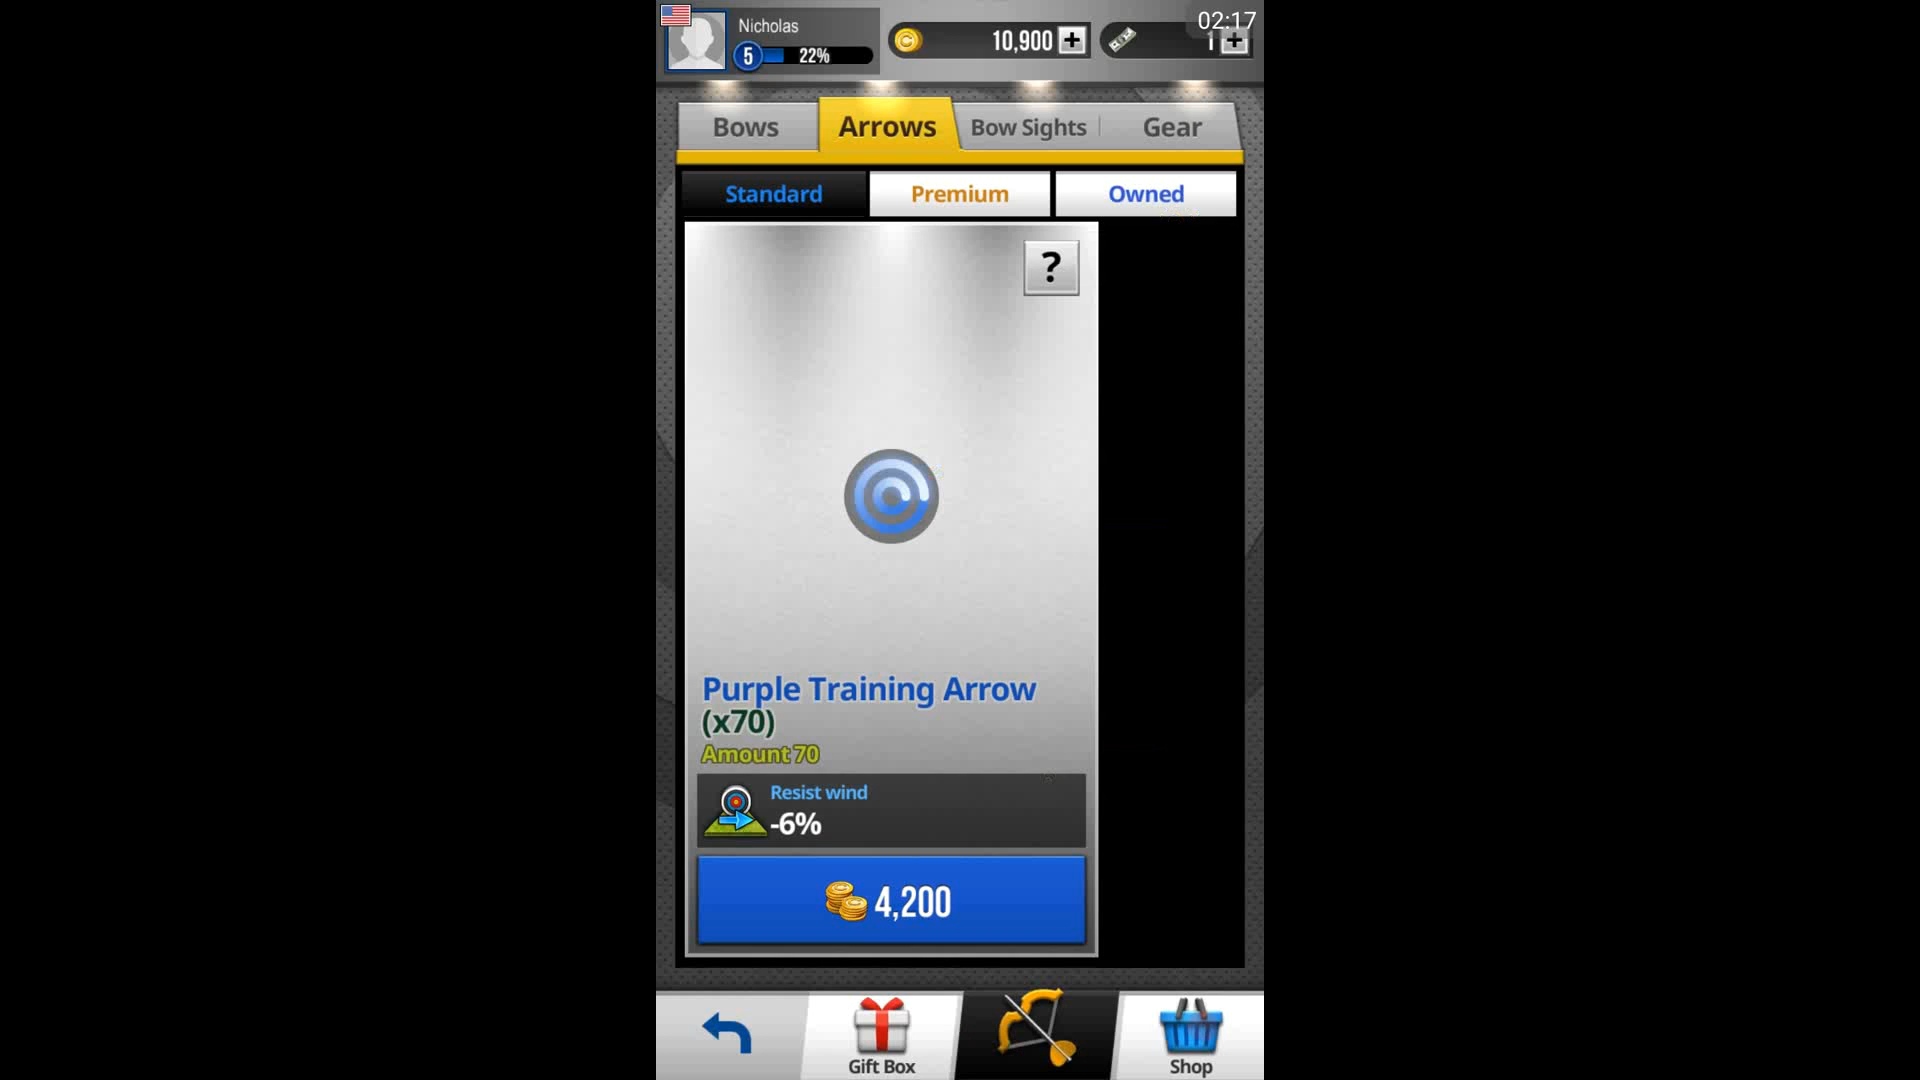 02:17
Nicholas
5 22%
10,900 +
1 +
Bows Arrows Bow Sights Gear
Standard Premium Owned
?
Purple Training Arrow
(x70)
Amount 70
Resist wind
-6%
4,200
Gift Box Shop